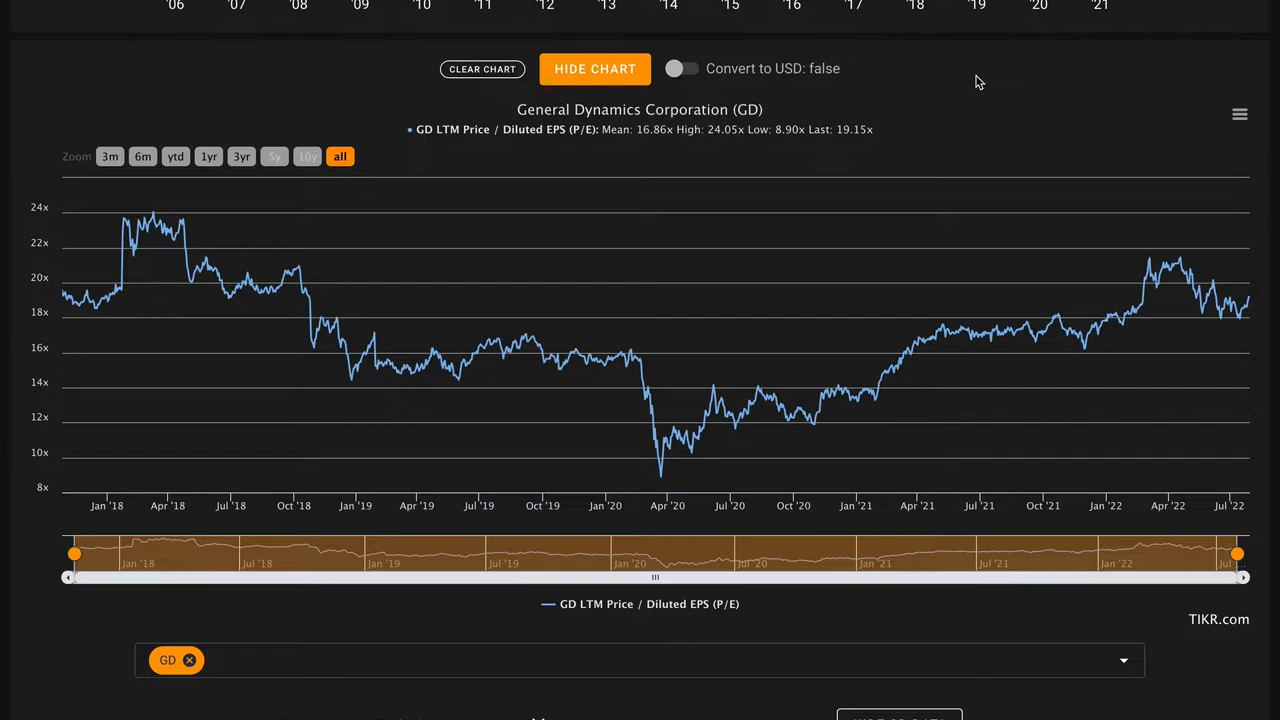 '06 '07 '08 '09 '10 '11 '12 '13 '14 '15 '16 '17 '18 '19 '20 '21
CLEAR CHART HIDE CHART Convert to USD: false
General Dynamics Corporation (GD)
GD LTM Price / Diluted EPS (P/E): Mean: 16.86x High: 24.05x Low: 8.90x Last: 19.15x
Zoom 3m 6m ytd 1yr 3yr 5y 10y all
24x
22x
20x
18x
16x
14x
12x
10x
8x
Jan '18 Apr '18 Jul '18 Oct '18 Jan '19 Apr '19 Jul '19 Oct '19 Jan '20 Apr '20 Jul '20 Oct '20 Jan '21 Apr '21 Jul '21 Oct '21 Jan '22 Apr '22 Jul '22
Jan '18 Jul '18 Jan '19 Jul '19 Jan '20 Jul '20 Jan '21 Jul '21 Jan '22 Jul
GD LTM Price / Diluted EPS (P/E)
TIKR.com
GD